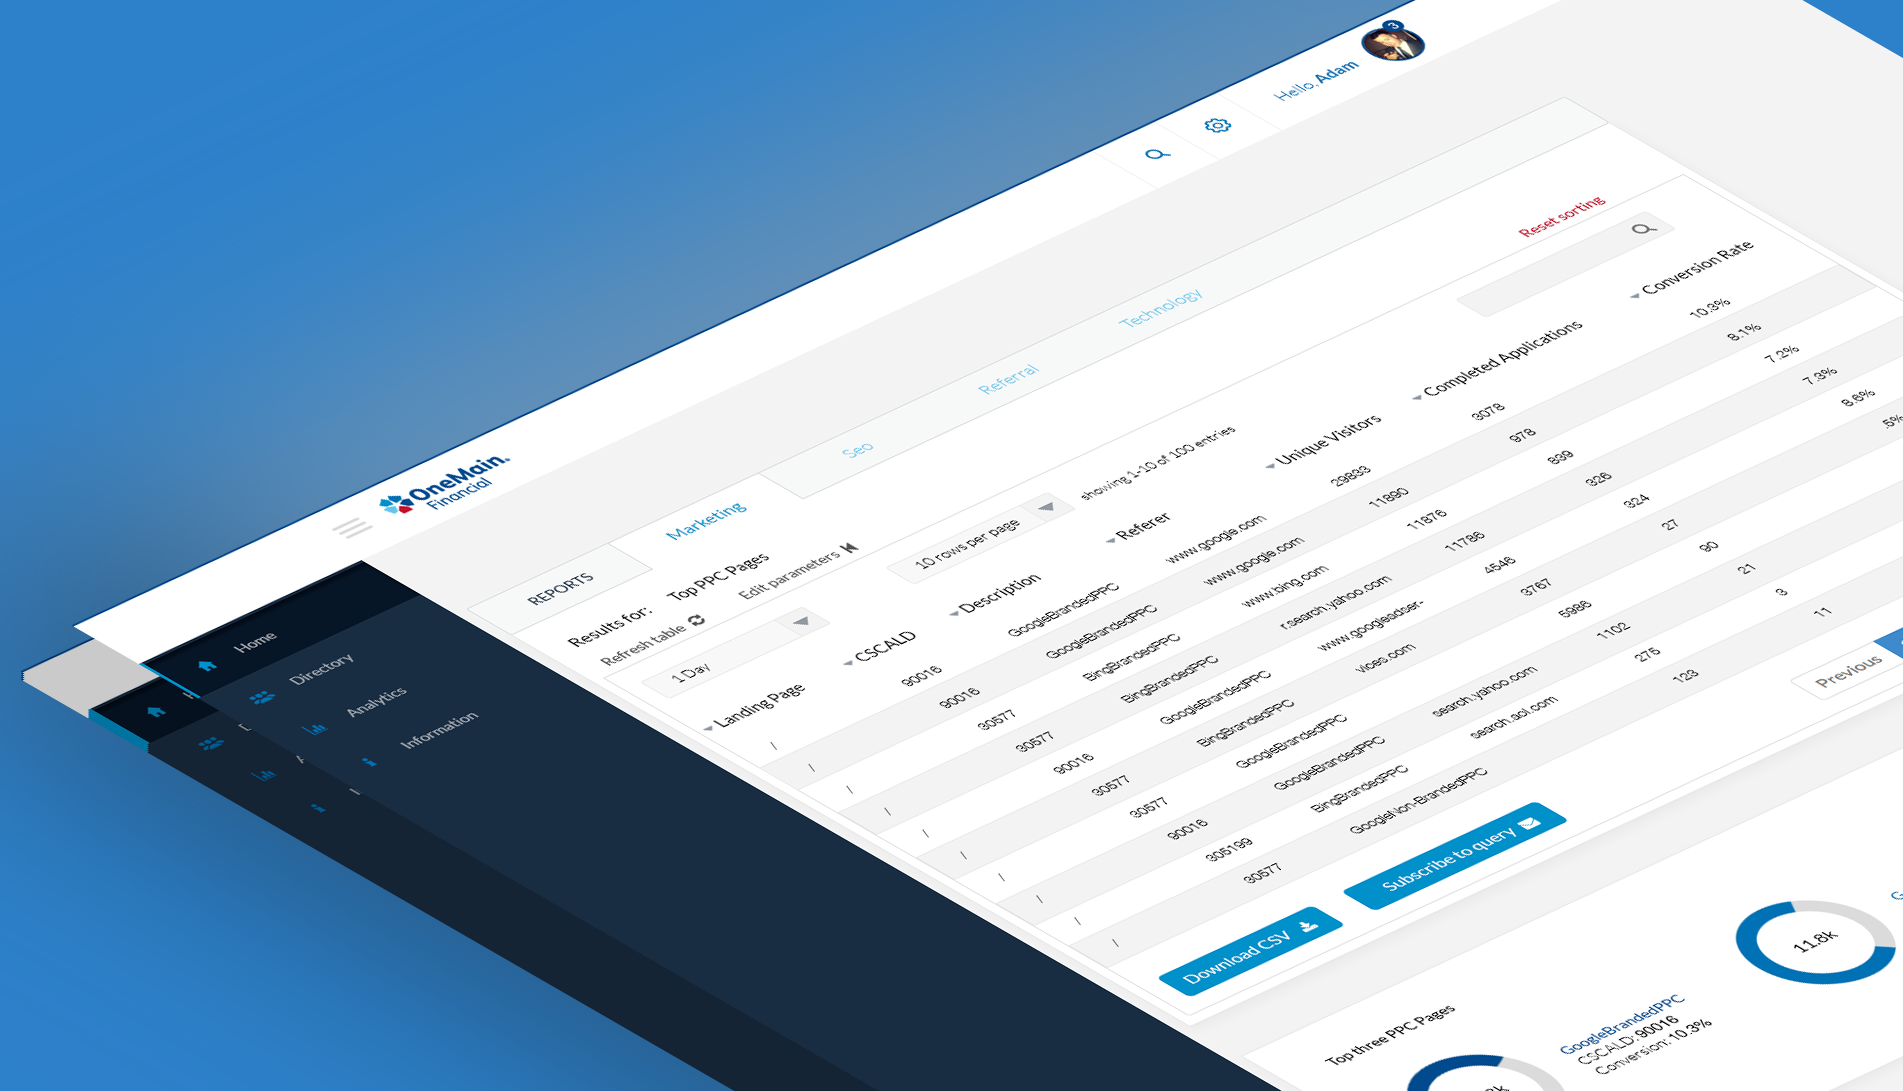 Hello, Adam 3
OneMain.
Financial
Home
Directory
Analytics
Information
REPORTS Marketing Seo Referral Technology
Results for: Top PPC Pages
Refresh table Edit parameters
Reset sorting
1 Day 10 rows per page showing 1-10 of 100 entries
Landing Page CSCALD Description Referer Unique Visitors Completed Applications Conversion Rate
/ 90016 GoogleBrandedPPC www.google.com 29833 3078 10.3%
/ 90016 GoogleBrandedPPC www.google.com 11890 978 8.1%
/ 30577 BingBrandedPPC www.bing.com 11876 839 7.2%
/ 30577 BingBrandedPPC r.search.yahoo.com 11786 326 7.3%
/ 90016 GoogleBrandedPPC www.googleadser- 4546 324 8.6%
/ 30577 BingBrandedPPC vices.com 3767 27 .5%
/ 30577 GoogleBrandedPPC 5986 90
/ 90016 GoogleBrandedPPC search.yahoo.com 1102 21
/ 305199 BingBrandedPPC search.aol.com 275 3
/ 30577 GoogleNon-BrandedPPC 123 11
Download CSV Subscribe to query Previous
Top three PPC Pages
GoogleBrandedPPC
CSCALD: 90016
Conversion: 10.3%
11.8k